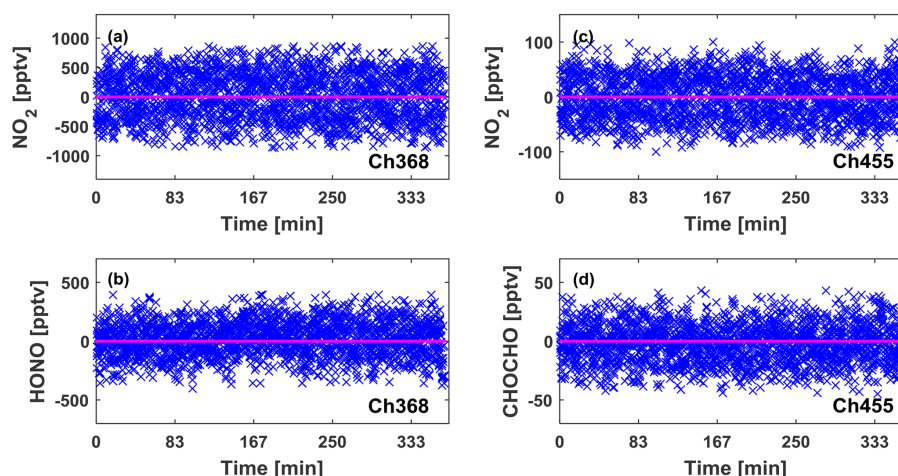 (a)
NO2 [pptv]
1000
500
0
-500
-1000
Ch368
0 83 167 250 333
Time [min]
(c)
NO2 [pptv]
100
0
-100
Ch455
0 83 167 250 333
Time [min]
(b)
HONO [pptv]
500
0
-500
Ch368
0 83 167 250 333
Time [min]
(d)
CHOCHO [pptv]
50
0
-50
Ch455
0 83 167 250 333
Time [min]